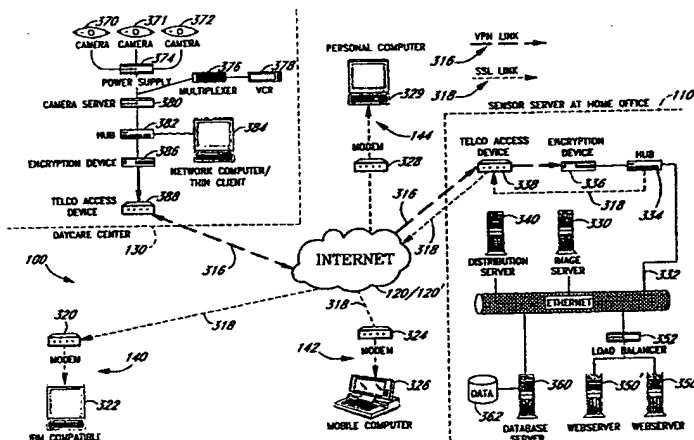 370 371 372
CAMERA CAMERA CAMERA
374
POWER SUPPLY
376 378
MULTIPLEXER VCR
CAMERA SERVER 380
HUB 382
384
NETWORK COMPUTER/
THIN CLIENT
ENCRYPTION DEVICE 386
TELCO ACCESS
DEVICE
388
DAYCARE CENTER
130
316
100
PERSONAL COMPUTER
329
144
MODEM
328
VPN LINK
316
SSL LINK
318
SENSOR SERVER AT HOME OFFICE 110
TELCO ACCESS
DEVICE
338
ENCRYPTION
DEVICE
336
HUB
334
318
316
318
340
DISTRIBUTION
SERVER
330
IMAGE
SERVER
332
ETHERNET
352
LOAD BALANCER
INTERNET
120/120'
318
318
320
MODEM
140
322
IBM COMPATIBLE
142
324
MODEM
326
MOBILE COMPUTER
DATA
362
360
DATABASE
SERVER
350'
WEBSERVER
350
WEBSERVER